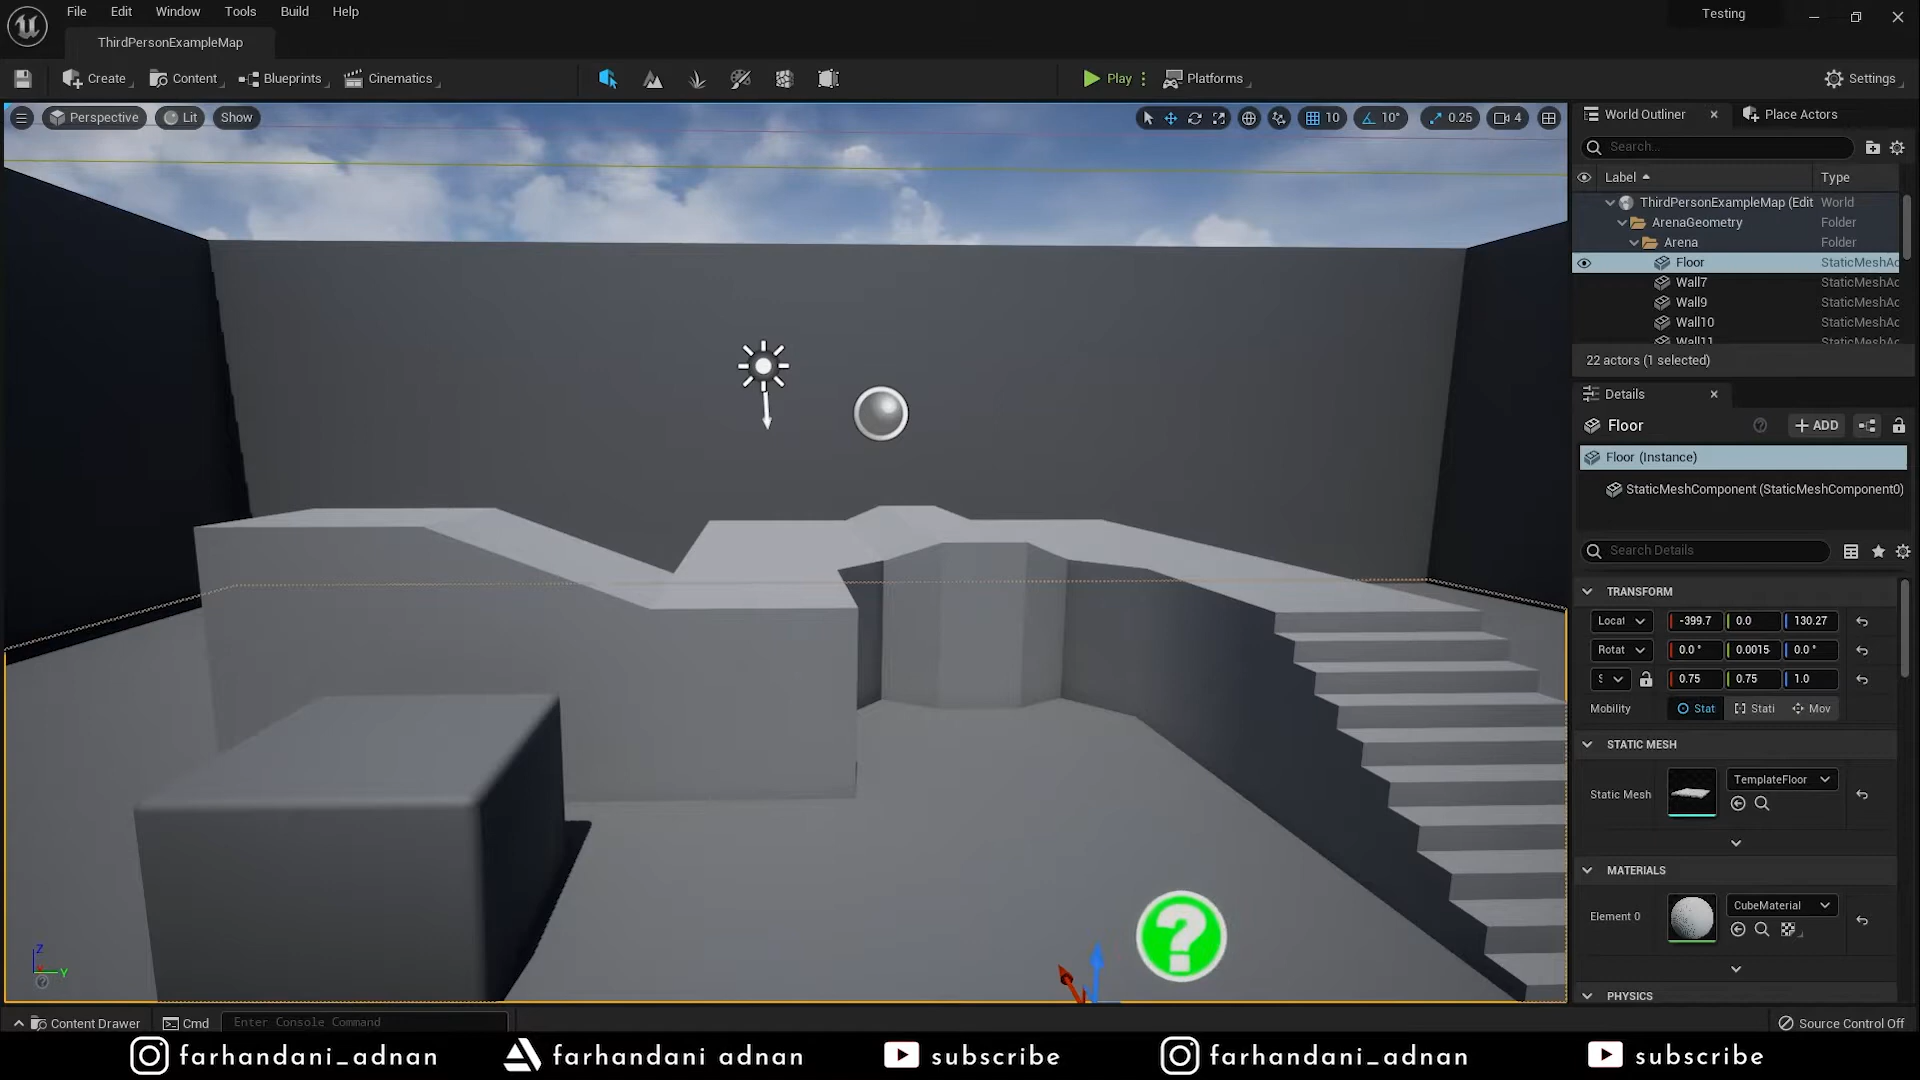 File Edit Window Tools Build Help
Testing
ThirdPersonExampleMap
Create Content Blueprints Cinematics Play Platforms Settings
Perspective Lit Show 10 10° 0.25 4
World Outliner Place Actors
Search...
Label Type
ThirdPersonExampleMap (Edit World
ArenaGeometry Folder
Arena Folder
Floor StaticMeshAc
Wall7 StaticMeshAc
Wall9 StaticMeshAc
Wall10 StaticMeshAc
Wall11 StaticMeshAc
22 actors (1 selected)
Details
Floor + ADD
Floor (Instance)
StaticMeshComponent (StaticMeshComponent0)
Search Details
TRANSFORM
Locat -399.7 0.0 130.27
Rotat 0.0 ° 0.0015 0.0 °
S 0.75 0.75 1.0
Mobility Stat Stati Mov
STATIC MESH
Static Mesh TemplateFloor
MATERIALS
Element 0 CubeMaterial
PHYSICS
Z
Y
?
Content Drawer Cmd Enter Console Command Source Control Off
farhandani_adnan farhandani adnan subscribe farhandani_adnan subscribe